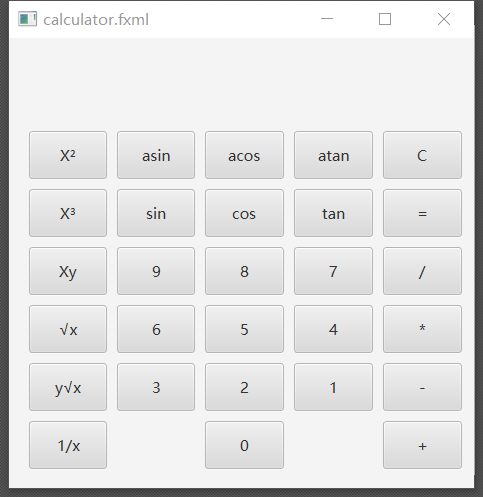 calculator.fxml
X² asin acos atan C
X³ sin cos tan =
Xy 9 8 7 /
√x 6 5 4 *
y√x 3 2 1 -
1/x 0 +